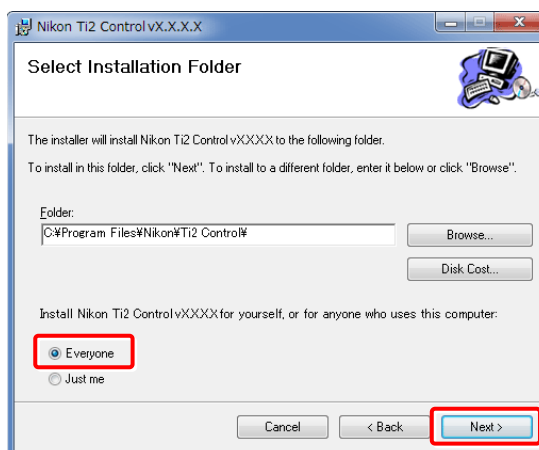 Nikon Ti2 Control vX.X.X.X
Select Installation Folder
The installer will install Nikon Ti2 Control vXXXX to the following folder.
To install in this folder, click "Next". To install to a different folder, enter it below or click "Browse".
Folder:
C:¥Program Files¥Nikon¥Ti2 Control¥
Browse...
Disk Cost...
Install Nikon Ti2 Control vXXXX for yourself, or for anyone who uses this computer:
Everyone
Just me
Cancel
< Back
Next >